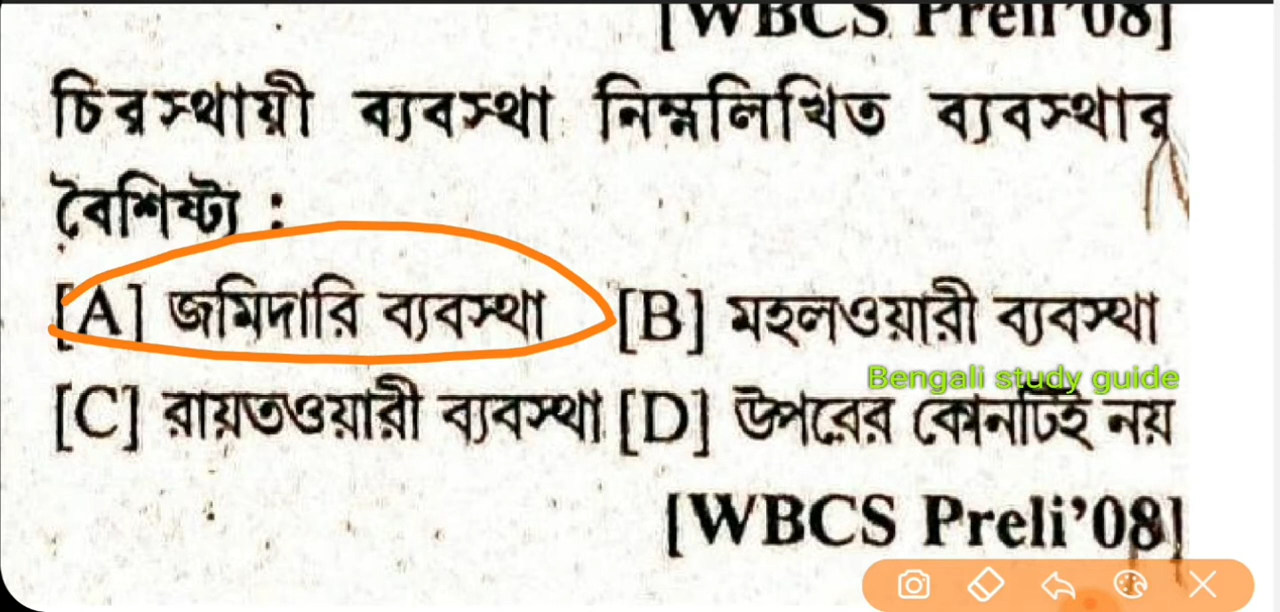 [WBCS Preli'08]
চিরস্থায়ী ব্যবস্থা নিম্নলিখিত ব্যবস্থার
বৈশিষ্ট্য :
[A] জমিদারি ব্যবস্থা [B] মহলওয়ারী ব্যবস্থা
Bengali study guide
[C] রায়তওয়ারী ব্যবস্থা [D] উপরের কোনটিই নয়
[WBCS Preli'08]